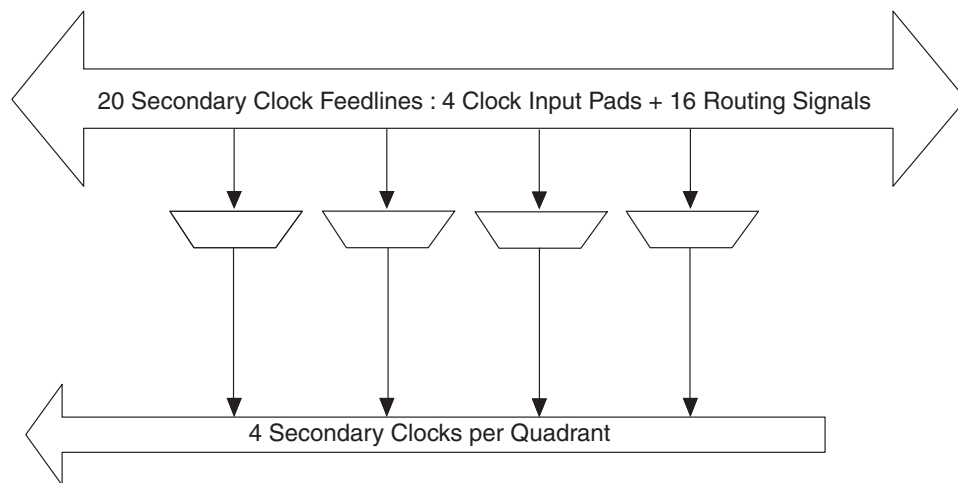 20 Secondary Clock Feedlines : 4 Clock Input Pads + 16 Routing Signals
4 Secondary Clocks per Quadrant